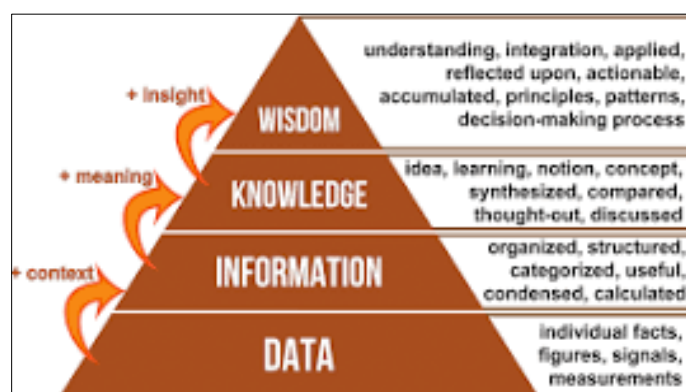 understanding, integration, applied,
reflected upon, actionable,
accumulated, principles, patterns,
decision-making process
+ insight
WISDOM
idea, learning, notion, concept,
synthesized, compared,
thought-out, discussed
+ meaning
KNOWLEDGE
organized, structured,
categorized, useful,
condensed, calculated
+ context
INFORMATION
individual facts,
figures, signals,
measurements
DATA